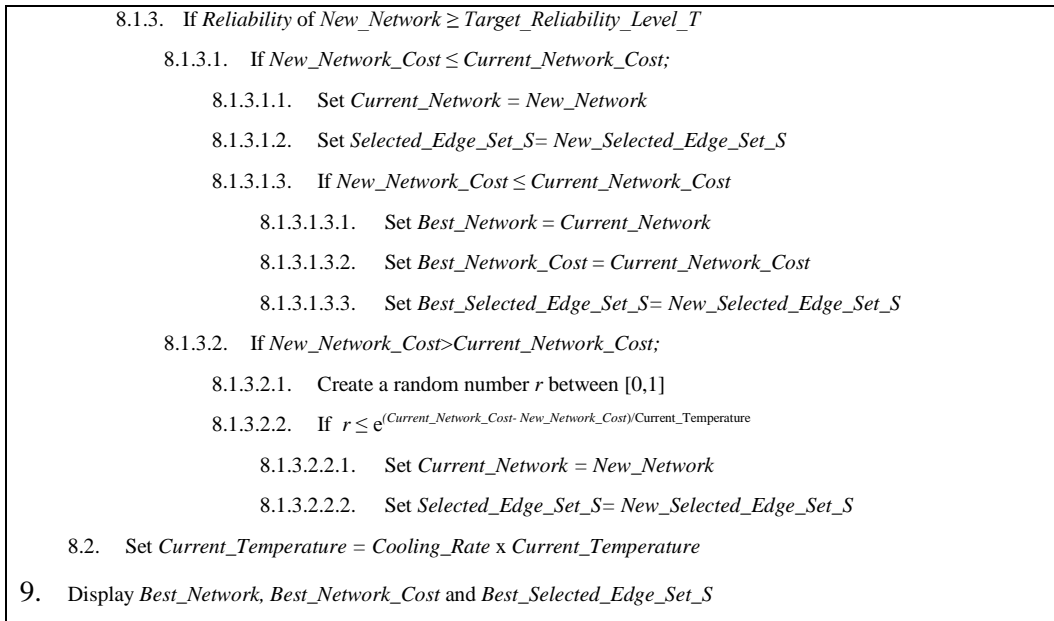 8.1.3. If Reliability of New_Network ≥ Target_Reliability_Level_T
8.1.3.1. If New_Network_Cost ≤ Current_Network_Cost;
8.1.3.1.1. Set Current_Network = New_Network
8.1.3.1.2. Set Selected_Edge_Set_S= New_Selected_Edge_Set_S
8.1.3.1.3. If New_Network_Cost ≤ Current_Network_Cost
8.1.3.1.3.1. Set Best_Network = Current_Network
8.1.3.1.3.2. Set Best_Network_Cost = Current_Network_Cost
8.1.3.1.3.3. Set Best_Selected_Edge_Set_S= New_Selected_Edge_Set_S
8.1.3.2. If New_Network_Cost>Current_Network_Cost;
8.1.3.2.1. Create a random number r between [0,1]
8.1.3.2.2. If r ≤ e(Current_Network_Cost- New_Network_Cost)/Current_Temperature
8.1.3.2.2.1. Set Current_Network = New_Network
8.1.3.2.2.2. Set Selected_Edge_Set_S= New_Selected_Edge_Set_S
8.2. Set Current_Temperature = Cooling_Rate x Current_Temperature
9. Display Best_Network, Best_Network_Cost and Best_Selected_Edge_Set_S